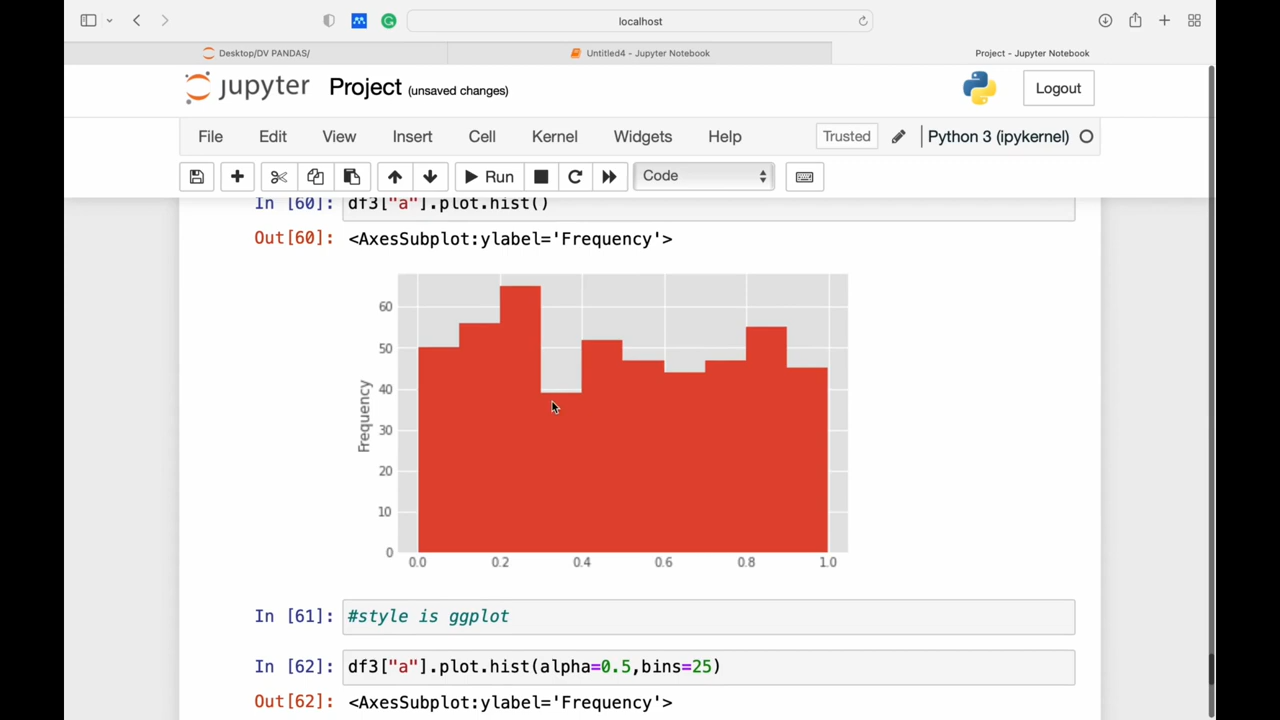 localhost
Desktop/DV PANDAS/
Untitled4 - Jupyter Notebook
Project - Jupyter Notebook
jupyter Project (unsaved changes)
Logout
File Edit View Insert Cell Kernel Widgets Help Trusted Python 3 (ipykernel)
Run Code
In [60]: df3["a"].plot.hist()
Out[60]: <AxesSubplot:ylabel='Frequency'>
60
50
40
30
20
10
0
Frequency
0.0 0.2 0.4 0.6 0.8 1.0
In [61]: #style is ggplot
In [62]: df3["a"].plot.hist(alpha=0.5,bins=25)
Out[62]: <AxesSubplot:ylabel='Frequency'>